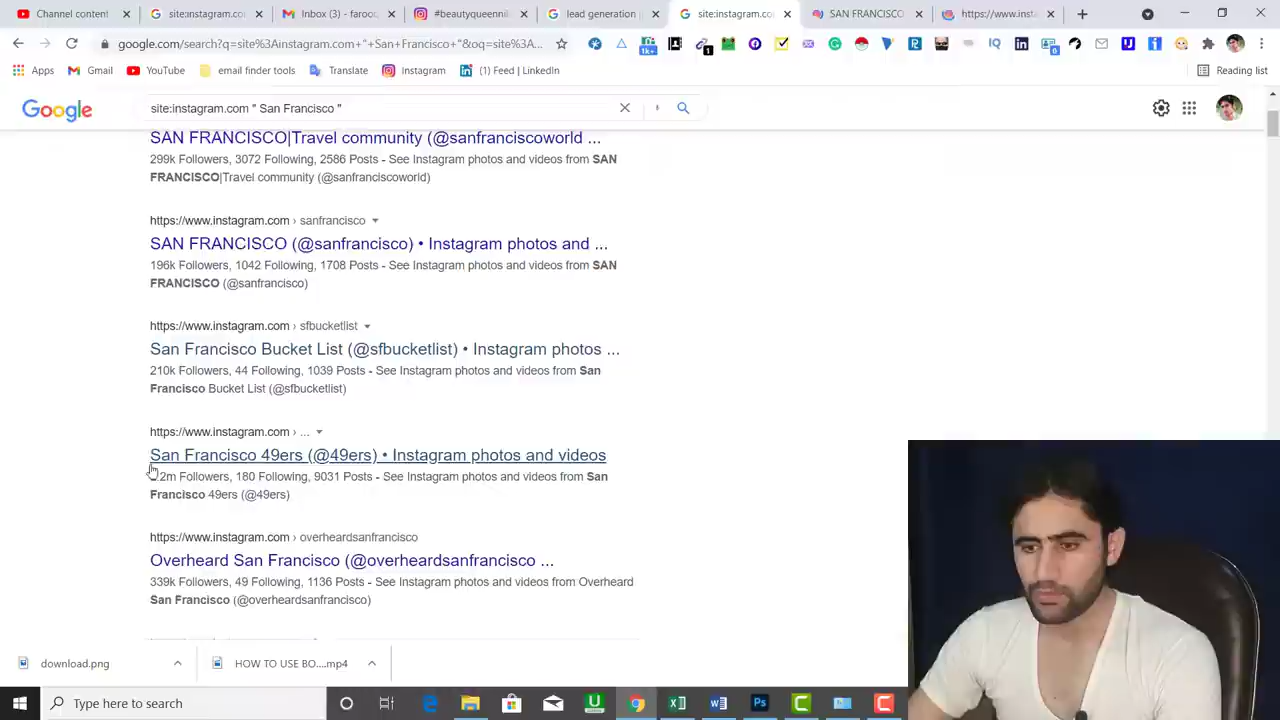 site:instagram.com " San Franc
Inbox (3) - farooq
#beautyqueennik
lead generation
site:instagram.com
SAN FRANCISCO
https://www.insta
google.com/search?q=site%3Ainstagram.com+"+San+Francisco+"&oq=site%3A...
1k+
1
6
Apps
Gmail
YouTube
email finder tools
Translate
Instagram
(1) Feed | LinkedIn
Reading list
Google
site:instagram.com " San Francisco "
SAN FRANCISCO|Travel community (@sanfranciscoworld ...
299k Followers, 3072 Following, 2586 Posts - See Instagram photos and videos from SAN
FRANCISCO|Travel community (@sanfranciscoworld)
https://www.instagram.com › sanfrancisco
SAN FRANCISCO (@sanfrancisco) • Instagram photos and ...
196k Followers, 1042 Following, 1708 Posts - See Instagram photos and videos from SAN
FRANCISCO (@sanfrancisco)
https://www.instagram.com › sfbucketlist
San Francisco Bucket List (@sfbucketlist) • Instagram photos ...
210k Followers, 44 Following, 1039 Posts - See Instagram photos and videos from San
Francisco Bucket List (@sfbucketlist)
https://www.instagram.com › ...
San Francisco 49ers (@49ers) • Instagram photos and videos
Followers, 180 Following, 9031 Posts - See Instagram photos and videos from San
Francisco 49ers (@49ers)
https://www.instagram.com › overheardsanfrancisco
Overheard San Francisco (@overheardsanfrancisco ...
339k Followers, 49 Following, 1136 Posts - See Instagram photos and videos from Overheard
San Francisco (@overheardsanfrancisco)
download.png
HOW TO USE BO....mp4
Type here to search